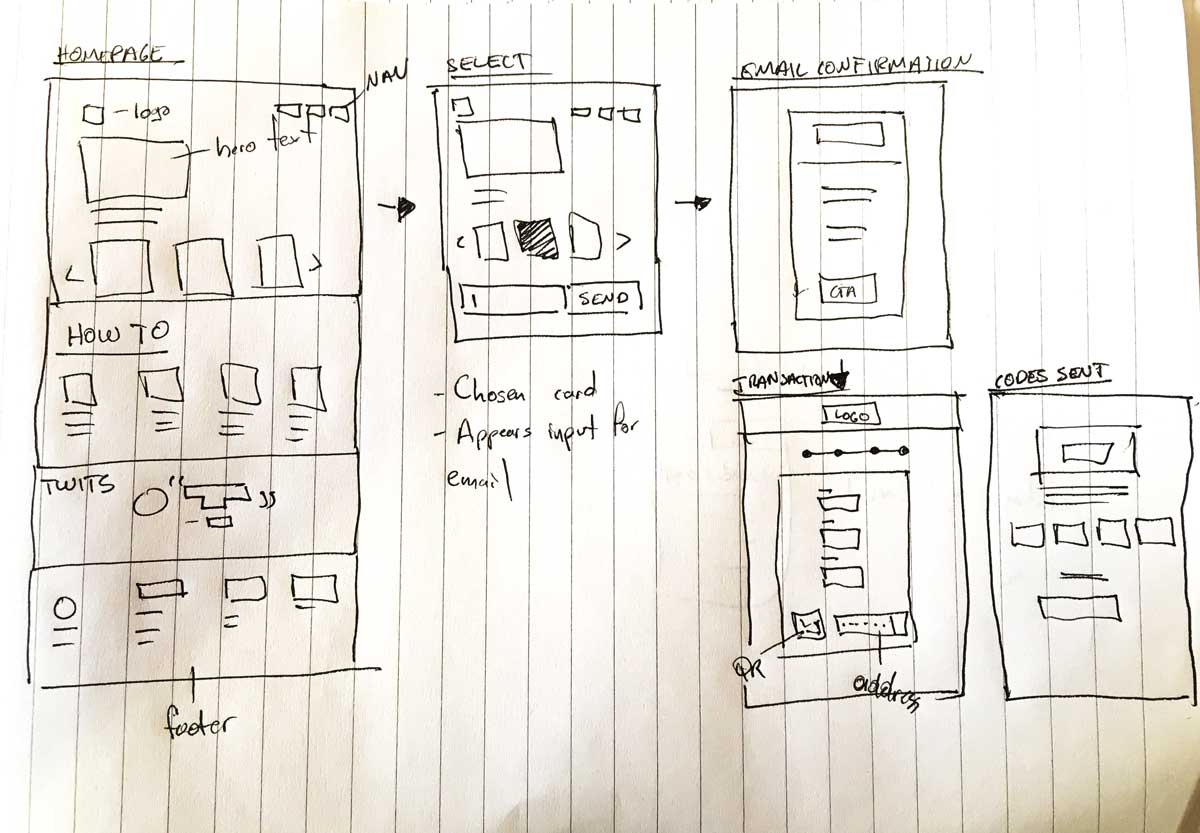 HOMEPAGE
NAV
logo
hero text
HOW TO
TWITS
footer
SELECT
SEND
- Chosen card
- Appears input for
email
EMAIL CONFIRMATION
CTA
TRANSACTION
LOGO
QR
address
CODES SENT